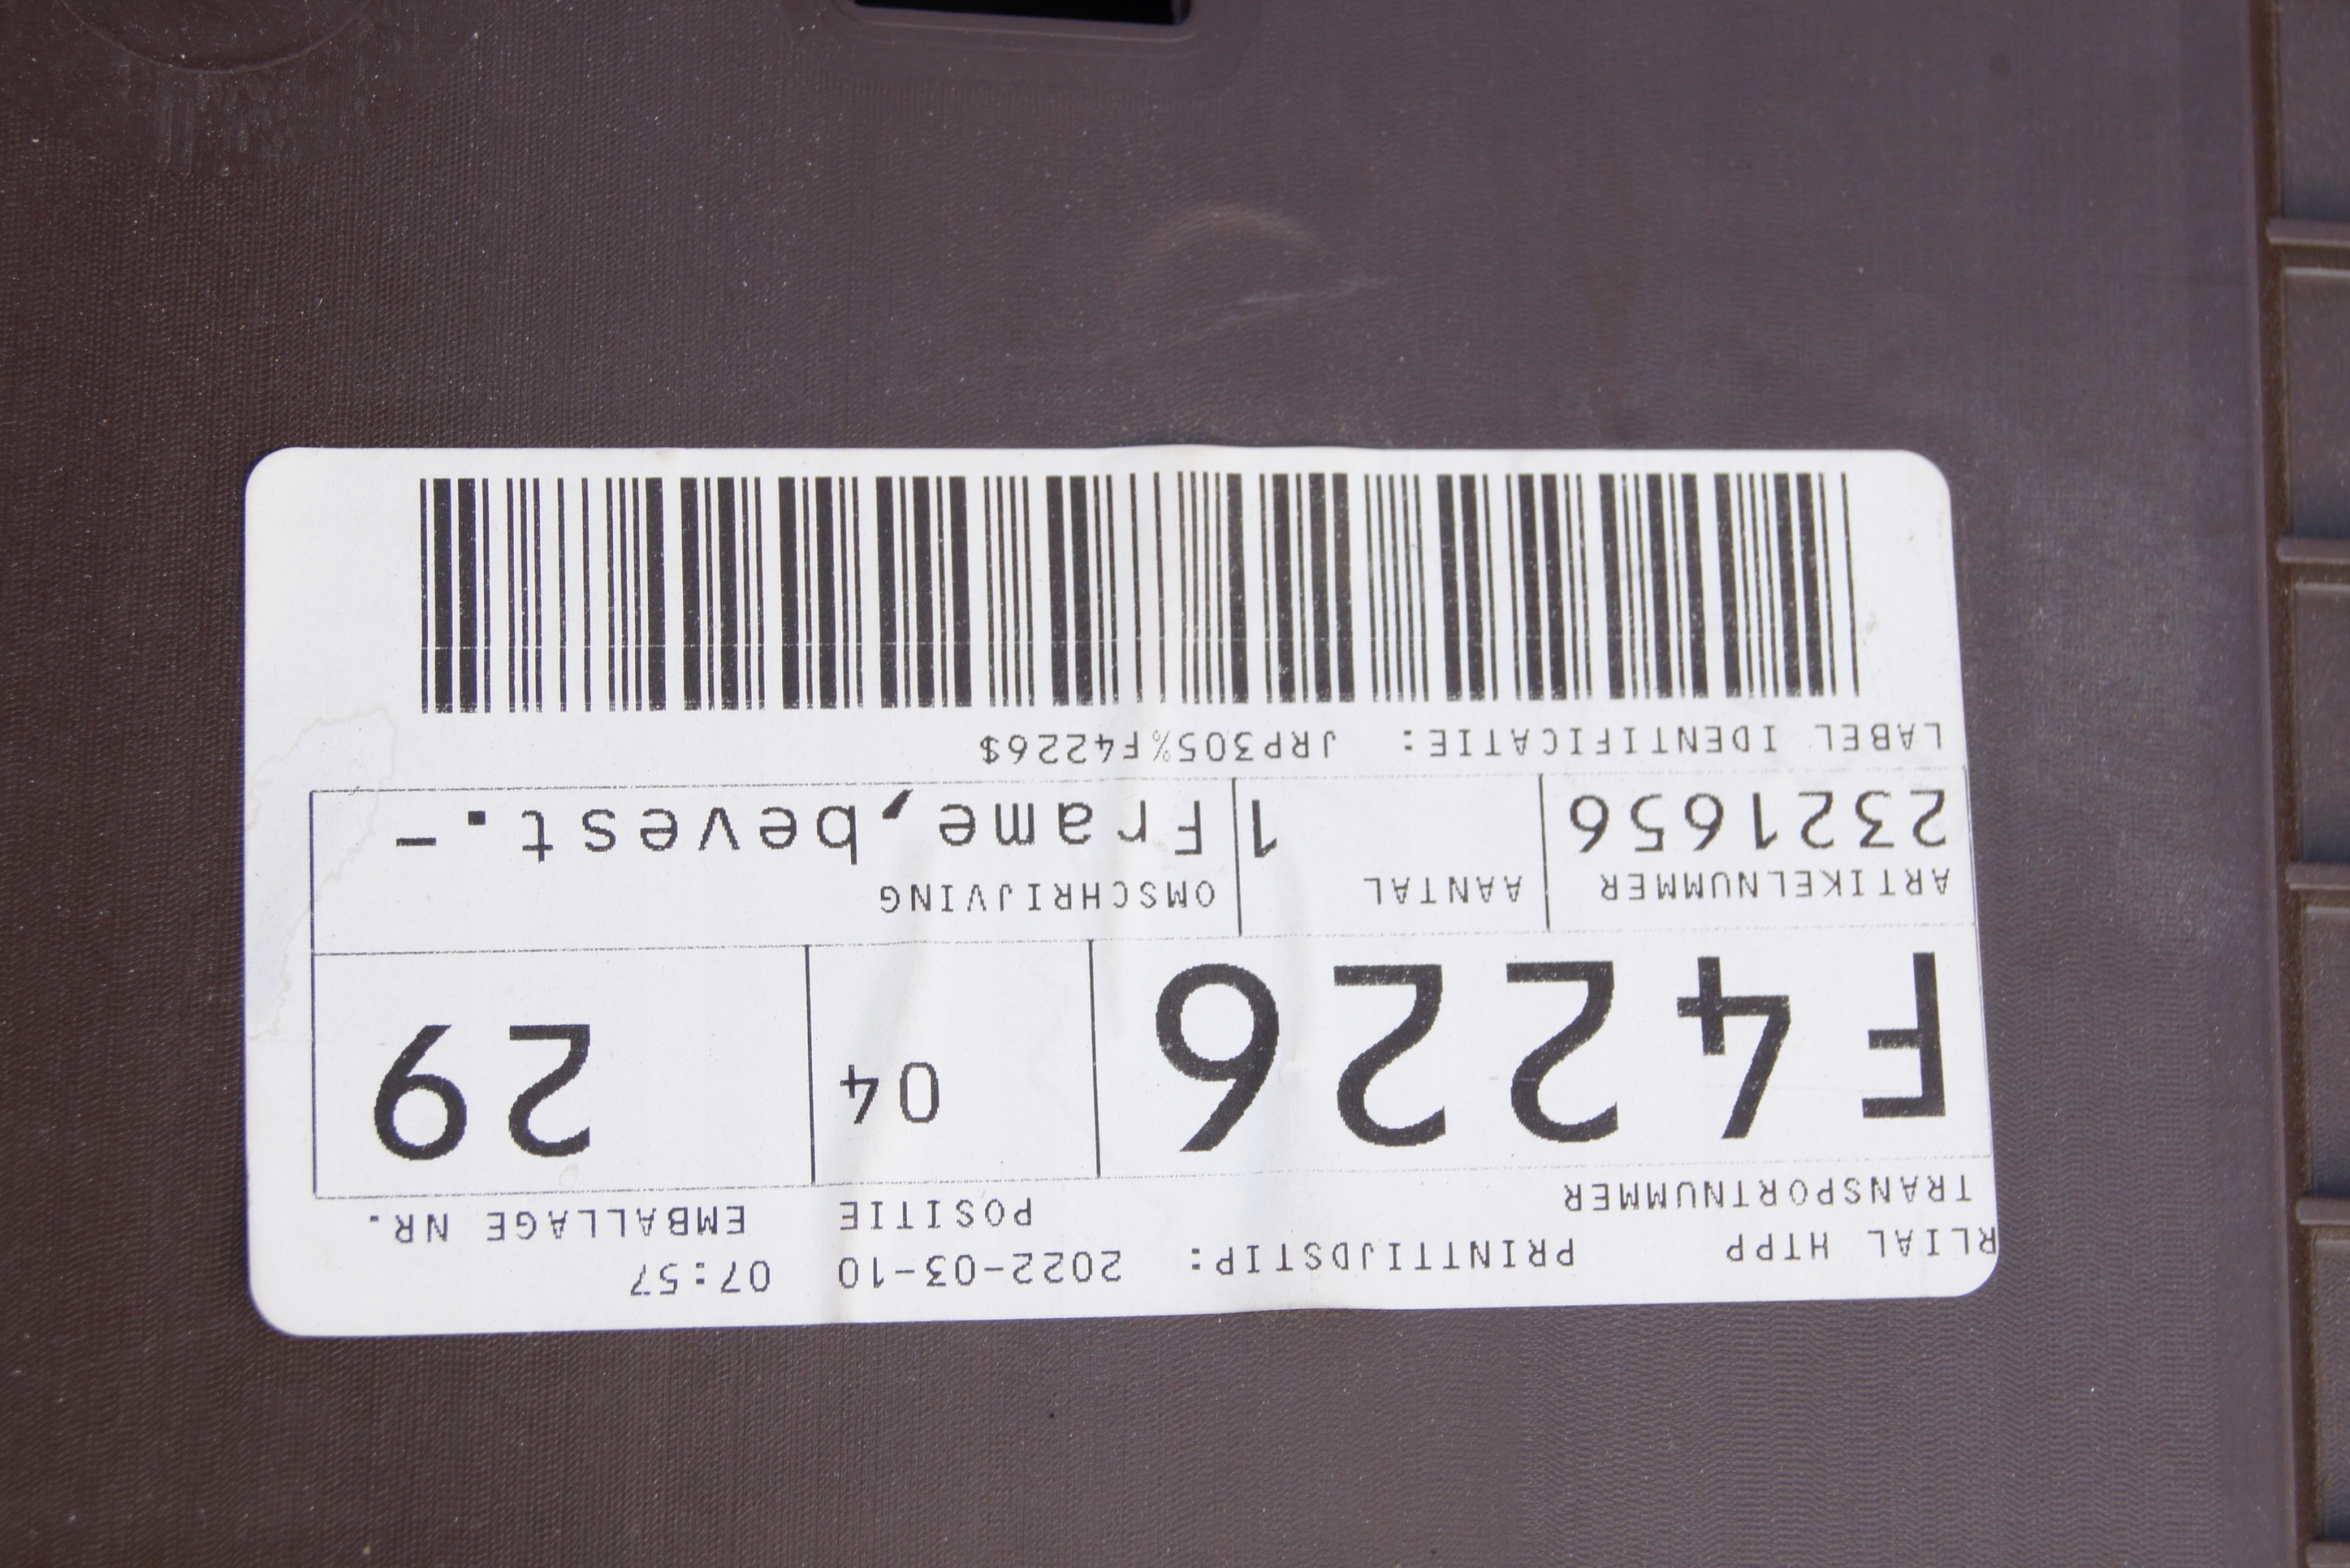 RLIAL HTPP PRINTTIJDSTIP: 2022-03-10 07:57
TRANSPORTNUMMER POSITIE EMBALLAGE NR.
F4226 04 29
ARTIKELNUMMER AANTAL OMSCHRIJVING
2321656 1 Frame,bevest.-
LABEL IDENTIFICATIE: JRP305%F4226$